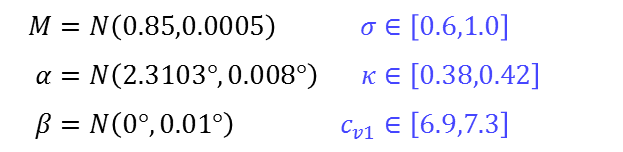 M = N(0.85,0.0005) σ ∈ [0.6,1.0]
α = N(2.3103°,0.008°) κ ∈ [0.38,0.42]
β = N(0°,0.01°) c_{v1} ∈ [6.9,7.3]